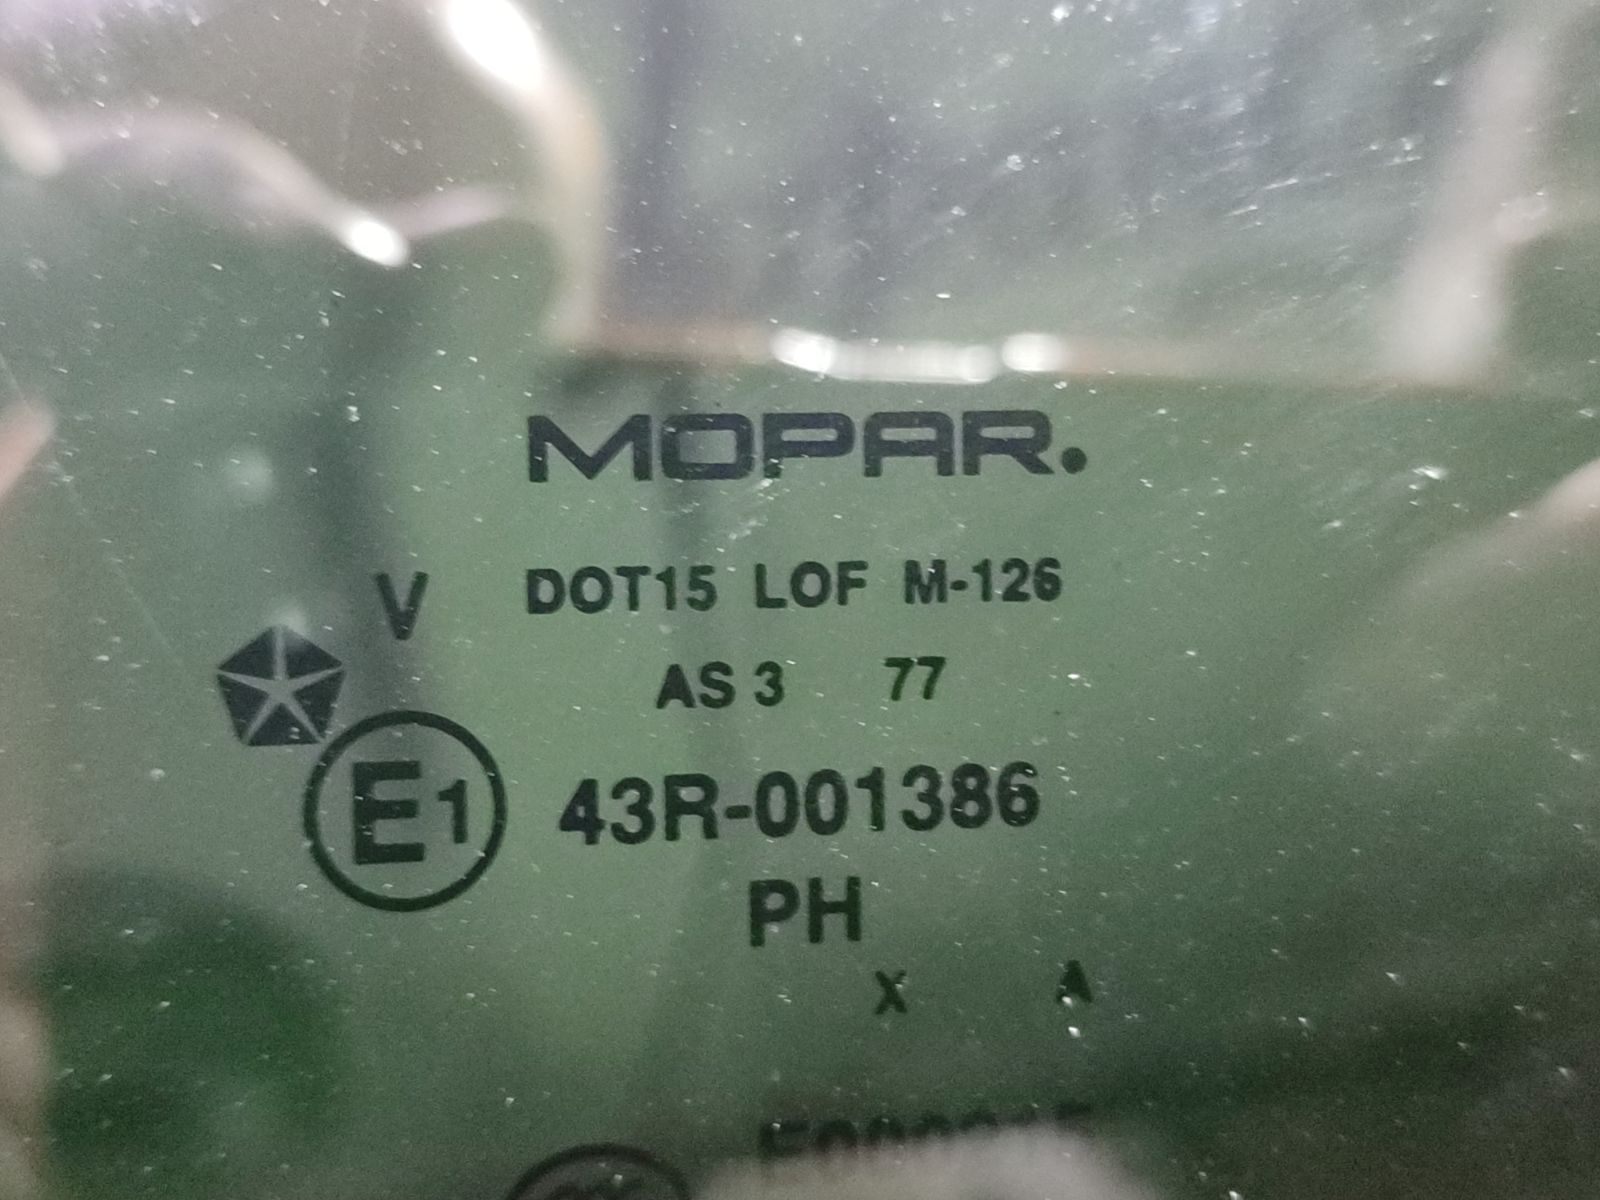 MOPAR.
V DOT15 LOF M-126
AS 3 77
E1 43R-001386
PH
X A